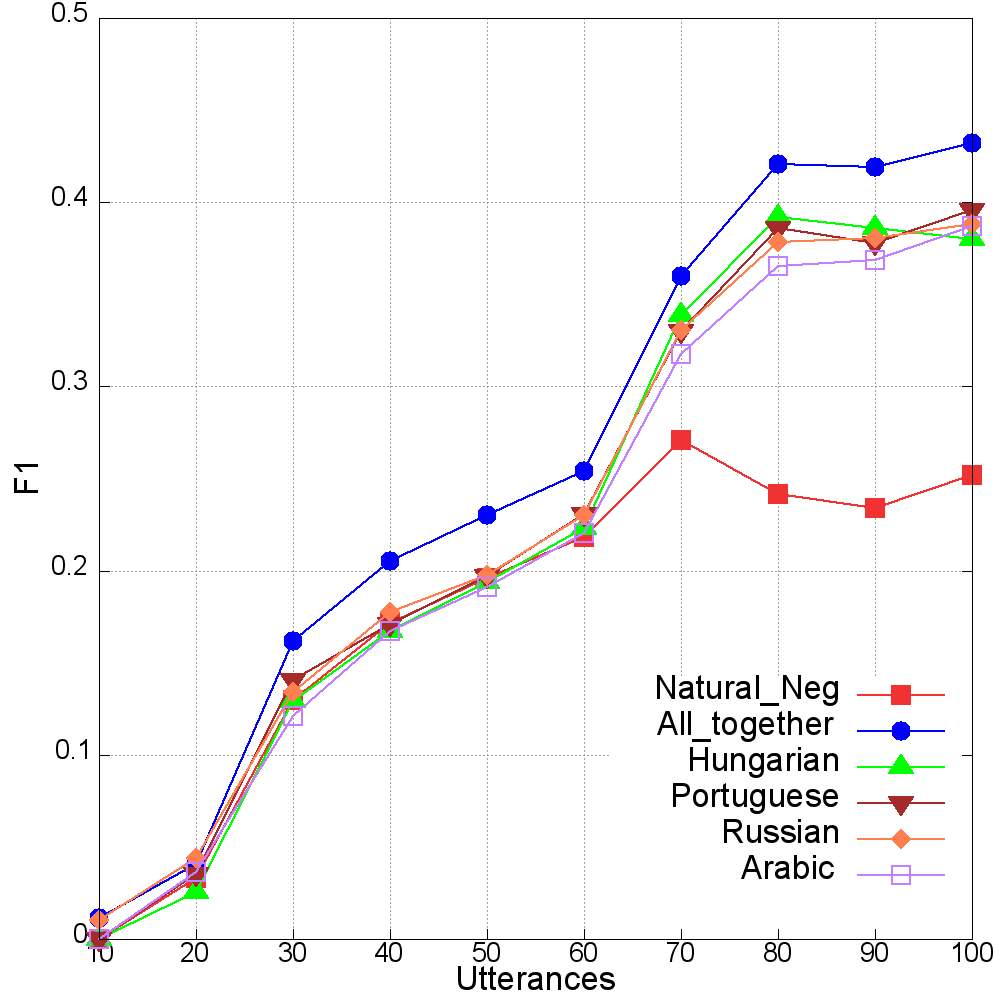 0.5
0.4
0.3
0.2
0.1
0
F1
Natural_Neg
All_together
Hungarian
Portuguese
Russian
Arabic
10 20 30 40 50 60 70 80 90 100
Utterances